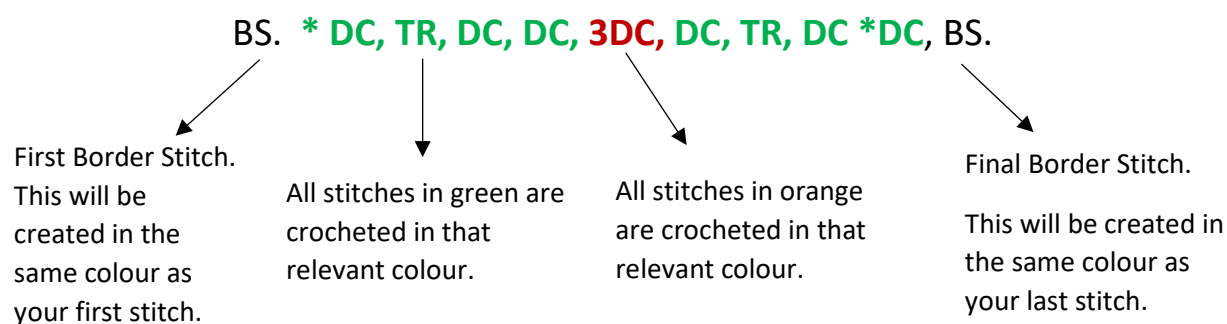 BS. * DC, TR, DC, DC, 3DC, DC, TR, DC *DC, BS.
First Border Stitch.
This will be
created in the
same colour as
your first stitch.
All stitches in green are
crocheted in that
relevant colour.
All stitches in orange
are crocheted in that
relevant colour.
Final Border Stitch.
This will be created in
the same colour as
your last stitch.